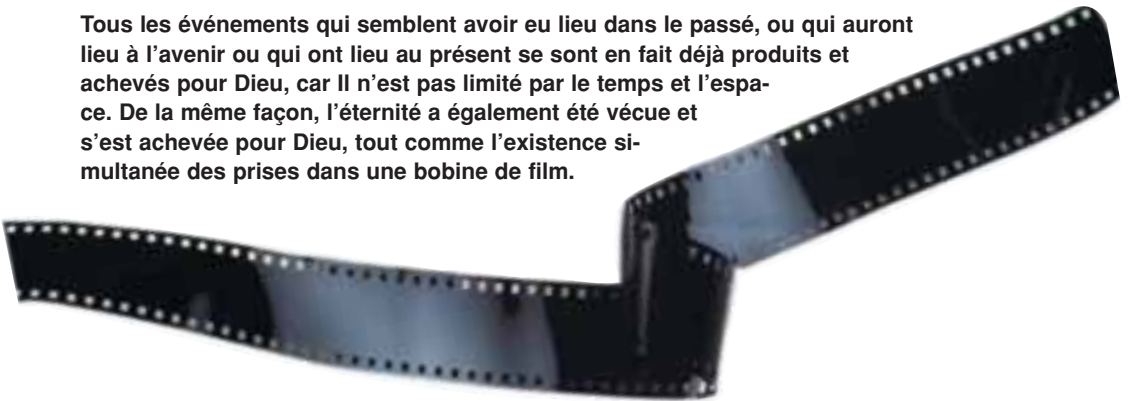 Tous les événements qui semblent avoir eu lieu dans le passé, ou qui auront
lieu à l'avenir ou qui ont lieu au présent se sont en fait déjà produits et
achevés pour Dieu, car Il n'est pas limité par le temps et l'espa-
ce. De la même façon, l'éternité a également été vécue et
s'est achevée pour Dieu, tout comme l'existence si-
multanée des prises dans une bobine de film.